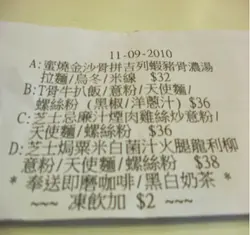 11-09-2010
A:蜜燒金沙骨拼吉列蝦豬骨濃湯
拉麵/烏冬/米線 $32
B:T骨牛扒飯/意粉/天使麵/
螺絲粉 (黑椒/洋蔥汁) $36
C:芝士忌廉汁煙肉雞絲炒意粉/
天使麵/螺絲粉 $36
D:芝士焗粟米白菌汁火腿龍利柳
意粉/天使麵/螺絲粉 $38
* 奉送即磨咖啡/黑白奶茶 *
~~~ 凍飲加 $2 ~~~